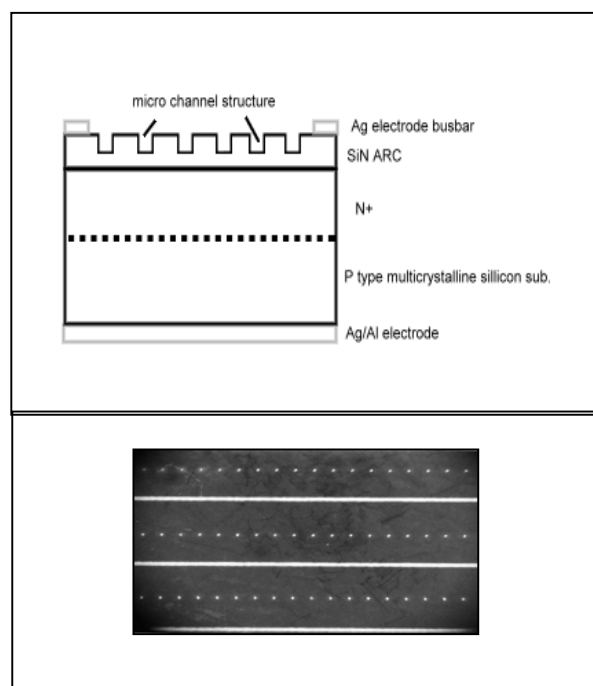 micro channel structure
Ag electrode busbar
SiN ARC
N+
P type multicrystalline sillicon sub.
Ag/Al electrode